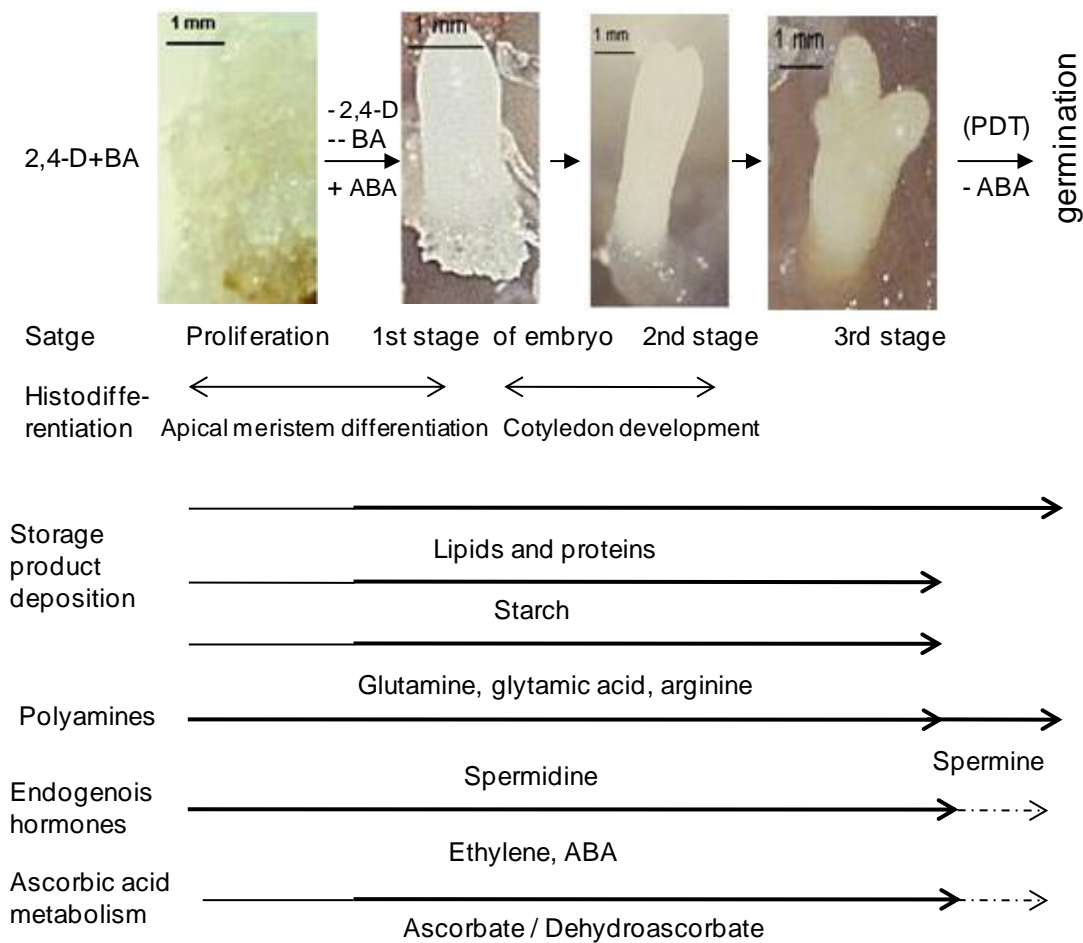 1 mm
1 mm
1 mm
1 mm
2,4-D+BA
- 2,4-D
-- BA
+ ABA
(PDT)
- ABA
germination
Satge
Proliferation
1st stage of embryo
2nd stage
3rd stage
Histodiffe-
rentiation
Apical meristem differentiation
Cotyledon development
Storage
product
deposition
Lipids and proteins
Starch
Glutamine, glytamic acid, arginine
Polyamines
Spermine
Spermidine
Endogenois
hormones
Ethylene, ABA
Ascorbic acid
metabolism
Ascorbate / Dehydroascorbate